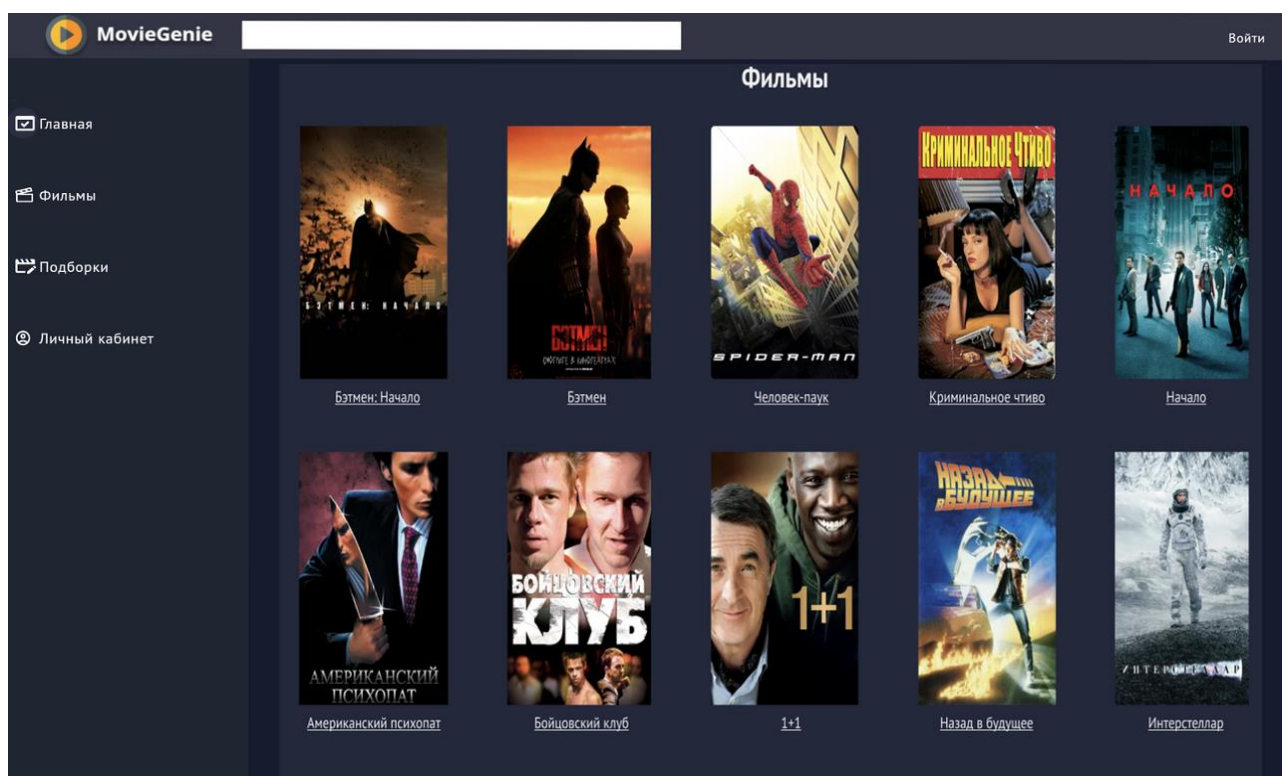 MovieGenie
Войти
Главная
Фильмы
Подборки
Личный кабинет
Фильмы
БЭТМЕН: НАЧАЛО
БЭТМЕН
СМОТРИТЕ В КИНОТЕАТРАХ
SPIDER-MAN
КРИМИНАЛЬНОЕ ЧТИВО
НАЧАЛО
Бэтмен: Начало
Бэтмен
Человек-паук
Криминальное чтиво
Начало
АМЕРИКАНСКИЙ
ПСИХОПАТ
БОЙЦОВСКИЙ
КЛУБ
1+1
НАЗАД
В БУДУЩЕЕ
ИНТЕРСТЕЛЛАР
Американский психопат
Бойцовский клуб
1+1
Назад в будущее
Интерстеллар